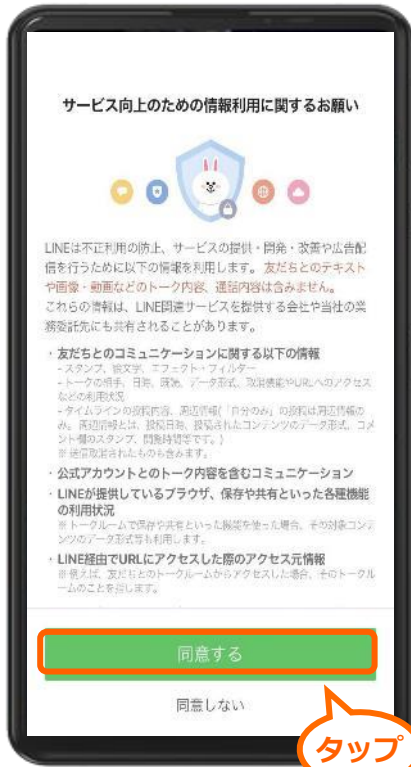 サービス向上のための情報利用に関するお願い
LINEは不正利用の防止、サービスの提供・開発・改善や広告配
信を行うために以下の情報を利用します。友だちとのテキスト
や画像・動画などのトーク内容、通話内容は含みません。
これらの情報は、LINE関連サービスを提供する会社や当社の業
務委託先にも共有されることがあります。
・友だちとのコミュニケーションに関する以下の情報
- スタンプ、絵文字、エフェクト・フィルター
- トークの相手、日時、既読、データ形式、取消機能やURLへのアクセス
などの利用状況
- タイムラインの投稿内容、周辺情報(「自分のみ」の投稿は周辺情報の
み。周辺情報とは、投稿日時、投稿されたコンテンツのデータ形式、コメ
ント欄のスタンプ、閲覧時間等です。)
※ 送信取消されたものも含みます。
・公式アカウントとのトーク内容を含むコミュニケーション
・LINEが提供しているブラウザ、保存や共有といった各種機能
の利用状況
※ トークルームで保存や共有といった機能を使った場合、その対象コンテ
ンツのデータ形式等も利用します。
・LINE経由でURLにアクセスした際のアクセス元情報
※ 例えば、友だちとのトークルームからアクセスした場合、そのトークル
ームのことを指します。
同意する
同意しない
タップ